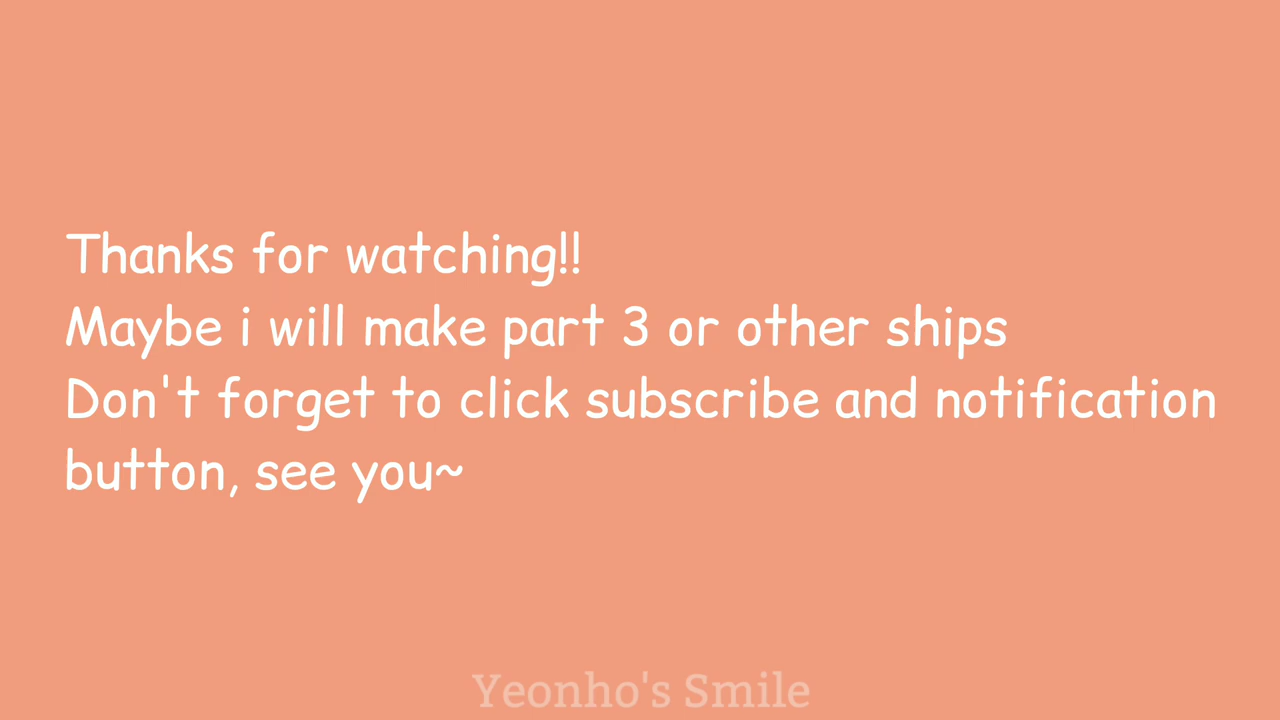 Thanks for watching!!
Maybe i will make part 3 or other ships
Don't forget to click subscribe and notification
button, see you~
Yeonho's Smile